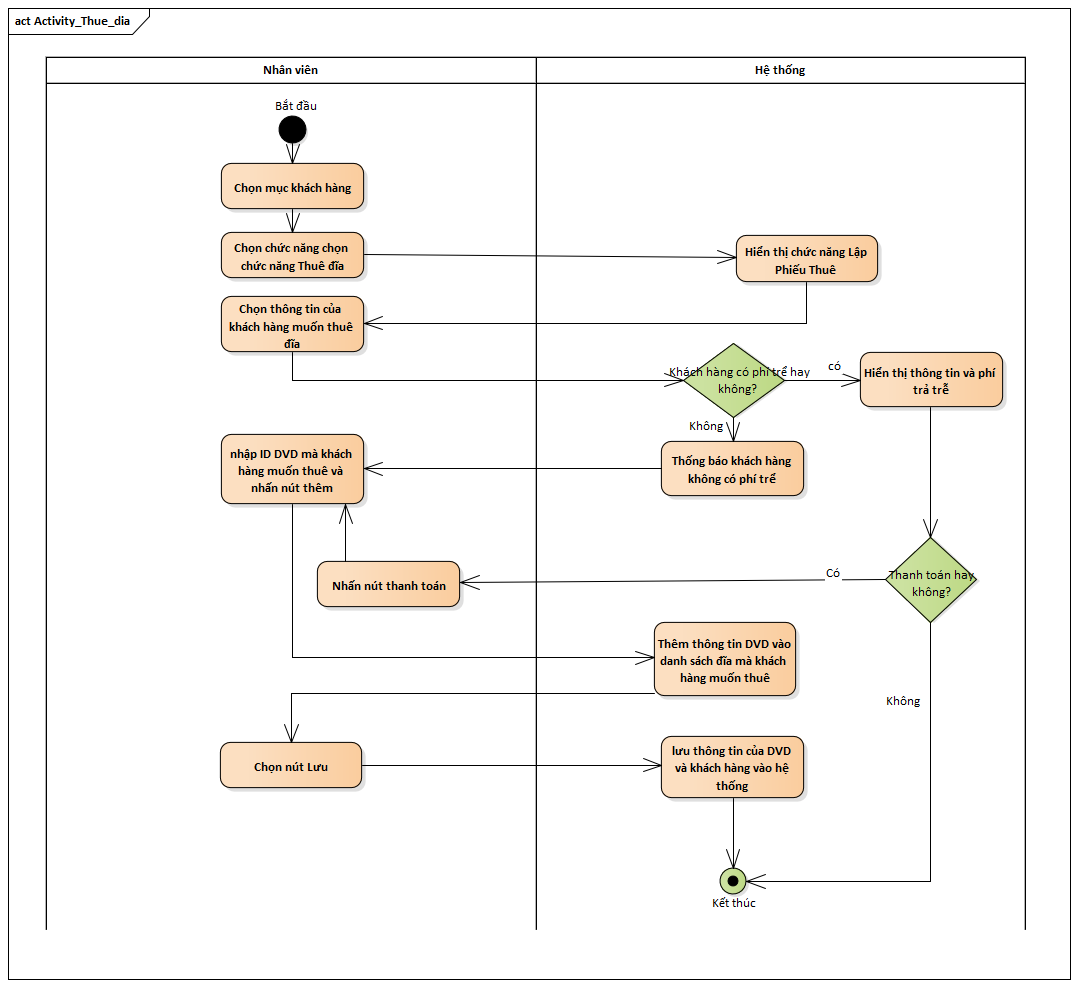 act Activity_Thue_dia
Nhân viên
Hệ thống
Bắt đầu
Chọn mục khách hàng
Chọn chức năng chọn
chức năng Thuê đĩa
Hiển thị chức năng Lập
Phiếu Thuê
Chọn thông tin của
khách hàng muốn thuê
đĩa
Khách hàng có phí trể hay
không?
có
Hiển thị thông tin và phí
trả trễ
Không
Thống báo khách hàng
không có phí trể
nhập ID DVD mà khách
hàng muốn thuê và
nhấn nút thêm
Thanh toán hay
không?
Có
Nhấn nút thanh toán
Thêm thông tin DVD vào
danh sách đĩa mà khách
hàng muốn thuê
Không
Chọn nút Lưu
lưu thông tin của DVD
và khách hàng vào hệ
thống
Kết thúc